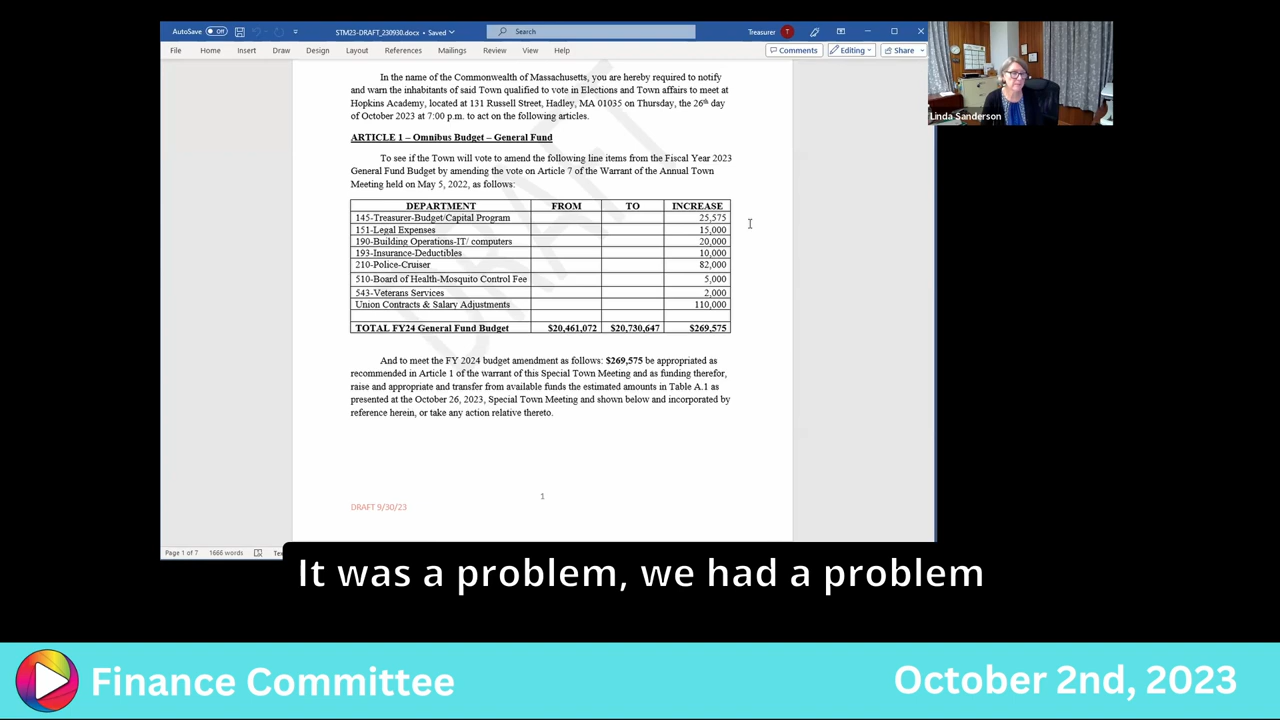 AutoSave Off
STM23-DRAFT_230930.docx • Saved
Search
Treasurer T
File Home Insert Draw Design Layout References Mailings Review View Help
Comments Editing Share
In the name of the Commonwealth of Massachusetts, you are hereby required to notify
and warn the inhabitants of said Town qualified to vote in Elections and Town affairs to meet at
Hopkins Academy, located at 131 Russell Street, Hadley, MA 01035 on Thursday, the 26th day
of October 2023 at 7:00 p.m. to act on the following articles.
ARTICLE 1 – Omnibus Budget – General Fund
To see if the Town will vote to amend the following line items from the Fiscal Year 2023
General Fund Budget by amending the vote on Article 7 of the Warrant of the Annual Town
Meeting held on May 5, 2022, as follows:
DEPARTMENT FROM TO INCREASE
145-Treasurer-Budget/Capital Program 25,575
151-Legal Expenses 15,000
190-Building Operations-IT/ computers 20,000
193-Insurance-Deductibles 10,000
210-Police-Cruiser 82,000
510-Board of Health-Mosquito Control Fee 5,000
543-Veterans Services 2,000
Union Contracts & Salary Adjustments 110,000
TOTAL FY24 General Fund Budget $20,461,072 $20,730,647 $269,575
And to meet the FY 2024 budget amendment as follows: $269,575 be appropriated as
recommended in Article 1 of the warrant of this Special Town Meeting and as funding therefor,
raise and appropriate and transfer from available funds the estimated amounts in Table A.1 as
presented at the October 26, 2023, Special Town Meeting and shown below and incorporated by
reference herein, or take any action relative thereto.
1
DRAFT 9/30/23
DRAFT
Page 1 of 7 1666 words
Linda Sanderson
It was a problem, we had a problem
Finance Committee
October 2nd, 2023